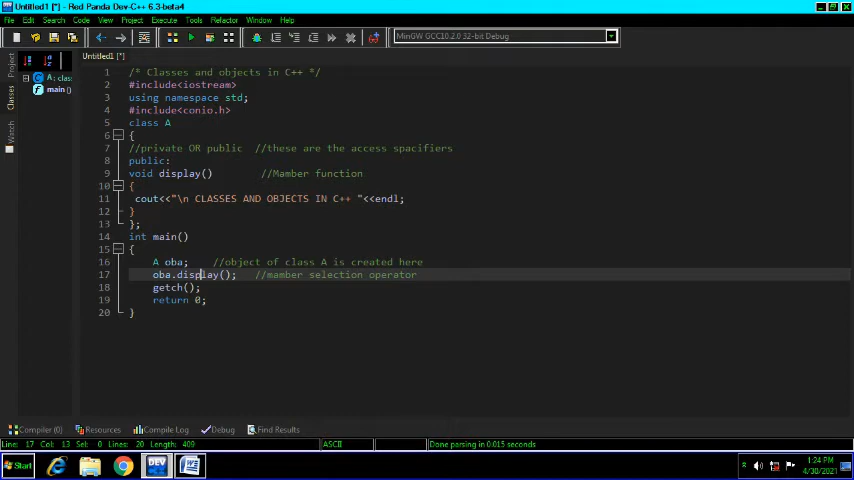 Untitled1 [*] - Red Panda Dev-C++ 6.3-beta4
File Edit Search Code View Project Execute Tools Refactor Window Help
MinGW GCC10.2.0 32-bit Debug
Project
Classes
Watch
A : class
main ()
Untitled1 [*]
1 /* Classes and objects in C++ */
2 #include<iostream>
3 using namespace std;
4 #include<conio.h>
5 class A
6 {
7 //private OR public //these are the access spacifiers
8 public:
9 void display() //Mamber function
10 {
11 cout<<"\n CLASSES AND OBJECTS IN C++ "<<endl;
12 }
13 };
14 int main()
15 {
16 A oba; //object of class A is created here
17 oba.display(); //mamber selection operator
18 getch();
19 return 0;
20 }
Compiler (0) Resources Compile Log Debug Find Results
Line: 17 Col: 13 Sel: 0 Lines: 20 Length: 409 ASCII Done parsing in 0.015 seconds
Start DEV W 1:24 PM
4/30/2021